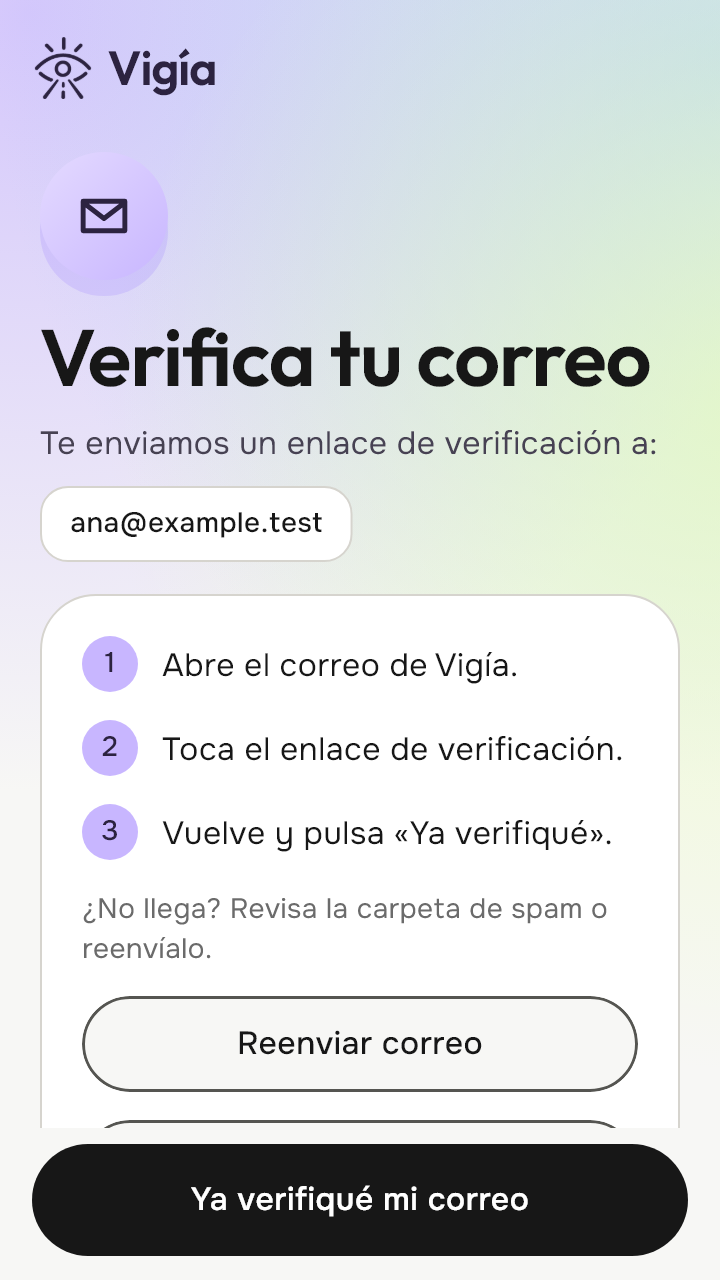 Vigía
Verifica tu correo
Te enviamos un enlace de verificación a:
ana@example.test
1 Abre el correo de Vigía.
2 Toca el enlace de verificación.
3 Vuelve y pulsa «Ya verifiqué».
¿No llega? Revisa la carpeta de spam o
reenvíalo.
Reenviar correo
Ya verifiqué mi correo